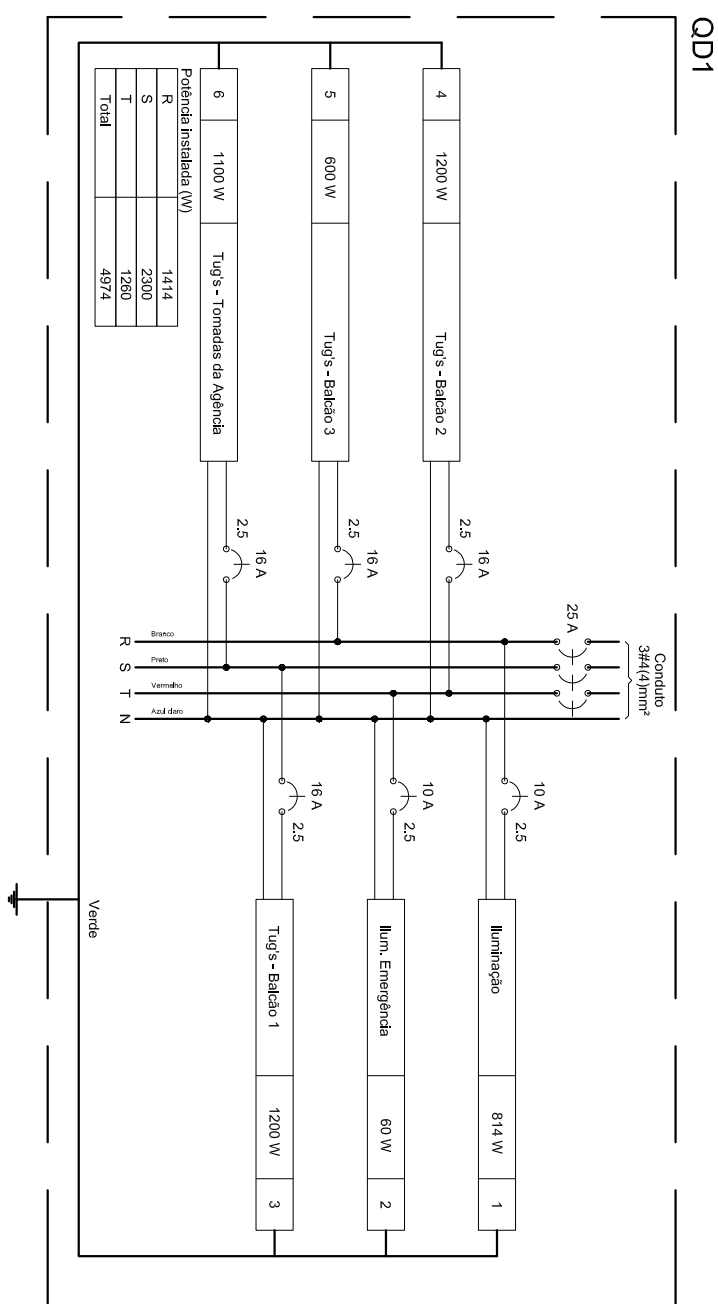 QD1
Conduto
3#4(4)mm²
25 A
4
1200 W
Tug's - Balcão 2
2.5
16 A
10 A
2.5
Iluminação
814 W
1
5
600 W
Tug's - Balcão 3
2.5
16 A
10 A
2.5
Ilum. Emergência
60 W
2
6
1100 W
Tug's - Tomadas da Agência
2.5
16 A
16 A
2.5
Tug's - Balcão 1
1200 W
3
R
Branco
S
Preto
T
Vermelho
N
Azul claro
Potência instalada (W)
R 1414
S 2300
T 1260
Total 4974
Verde